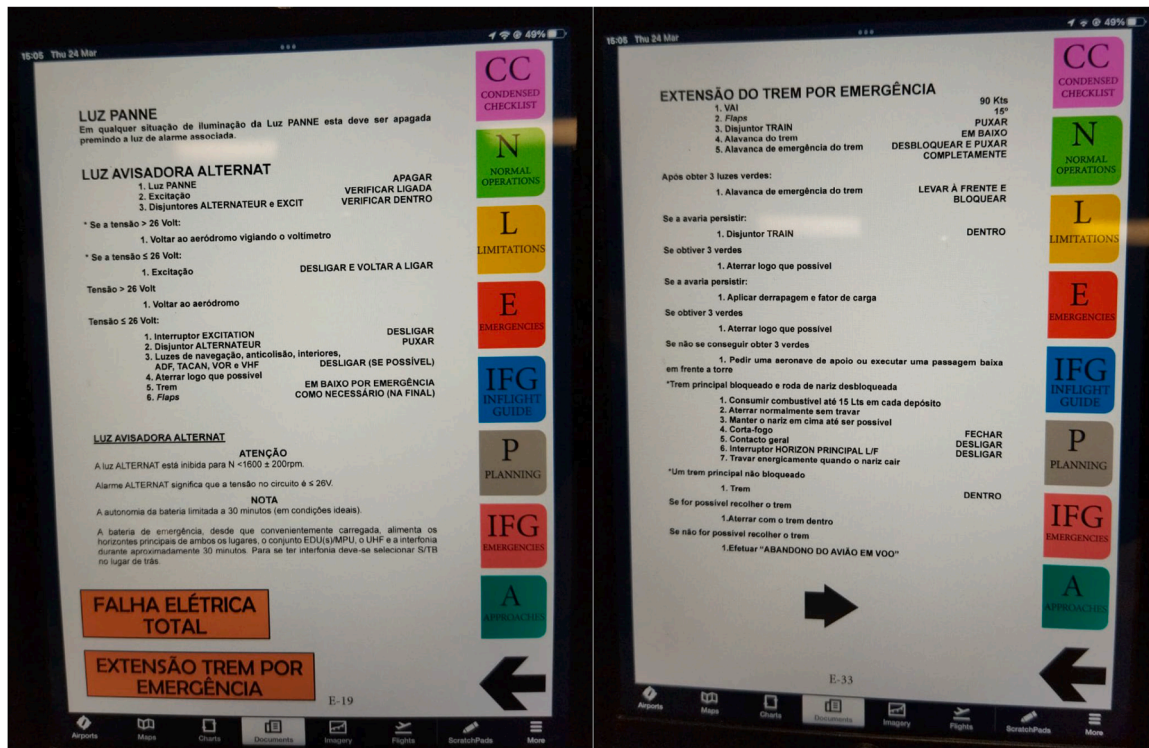 15:05 Thu 24 Mar
49%
LUZ PANNE
Em qualquer situação de iluminação da Luz PANNE esta deve ser apagada
premindo a luz de alarme associada.
LUZ AVISADORA ALTERNAT
1. Luz PANNE APAGAR
2. Excitação VERIFICAR LIGADA
3. Disjuntores ALTERNATEUR e EXCIT VERIFICAR DENTRO
* Se a tensão > 26 Volt:
1. Voltar ao aeródromo vigiando o voltimetro
* Se a tensão ≤ 26 Volt:
1. Excitação DESLIGAR E VOLTAR A LIGAR
Tensão > 26 Volt
1. Voltar ao aeródromo
Tensão ≤ 26 Volt:
1. Interruptor EXCITATION DESLIGAR
2. Disjuntor ALTERNATEUR PUXAR
3. Luzes de navegação, anticolisão, interiores,
ADF, TACAN, VOR e VHF DESLIGAR (SE POSSÍVEL)
4. Aterrar logo que possivel
5. Trem EM BAIXO POR EMERGÊNCIA
6. Flaps COMO NECESSÁRIO (NA FINAL)
LUZ AVISADORA ALTERNAT
ATENÇÃO
A luz ALTERNAT está inibida para N <1600 ± 200rpm.
Alarme ALTERNAT significa que a tensão no circuito é ≤ 26V.
NOTA
A autonomia da bateria limitada a 30 minutos (em condições ideais).
A bateria de emergência, desde que convenientemente carregada, alimenta os
horizontes principais de ambos os lugares, o conjunto EDU(s)/MPU, o UHF e a interfonia
durante aproximadamente 30 minutos. Para se ter interfonia deve-se selecionar S/TB
no lugar de trás.
FALHA ELÉTRICA
TOTAL
EXTENSÃO TREM POR
EMERGÊNCIA
E-19
CC
CONDENSED
CHECKLIST
N
NORMAL
OPERATIONS
L
LIMITATIONS
E
EMERGENCIES
IFG
INFLIGHT
GUIDE
P
PLANNING
IFG
EMERGENCIES
A
APPROACHES
Airports Maps Charts Documents Imagery Flights ScratchPads More
15:05 Thu 24 Mar
49%
EXTENSÃO DO TREM POR EMERGÊNCIA
1. VAI 90 Kts
2. Flaps 15º
3. Disjuntor TRAIN PUXAR
4. Alavanca do trem EM BAIXO
5. Alavanca de emergência do trem DESBLOQUEAR E PUXAR
COMPLETAMENTE
Após obter 3 luzes verdes:
1. Alavanca de emergência do trem LEVAR À FRENTE E
BLOQUEAR
Se a avaria persistir:
1. Disjuntor TRAIN DENTRO
Se obtiver 3 verdes
1. Aterrar logo que possivel
Se a avaria persistir:
1. Aplicar derrapagem e fator de carga
Se obtiver 3 verdes
1. Aterrar logo que possivel
Se não se conseguir obter 3 verdes
1. Pedir uma aeronave de apoio ou executar uma passagem baixa
em frente a torre
*Trem principal bloqueado e roda de nariz desbloqueada
1. Consumir combustível até 15 Lts em cada depósito
2. Aterrar normalmente sem travar
3. Manter o nariz em cima até ser possivel
4. Corta-fogo FECHAR
5. Contacto geral DESLIGAR
6. Interruptor HORIZON PRINCIPAL L/F DESLIGAR
7. Travar energicamente quando o nariz cair
*Um trem principal não bloqueado
1. Trem DENTRO
Se for possivel recolher o trem
1.Aterrar com o trem dentro
Se não for possivel recolher o trem
1.Efetuar "ABANDONO DO AVIÃO EM VOO"
E-33
CC
CONDENSED
CHECKLIST
N
NORMAL
OPERATIONS
L
LIMITATIONS
E
EMERGENCIES
IFG
INFLIGHT
GUIDE
P
PLANNING
IFG
EMERGENCIES
A
APPROACHES
Airports Maps Charts Documents Imagery Flights ScratchPads More